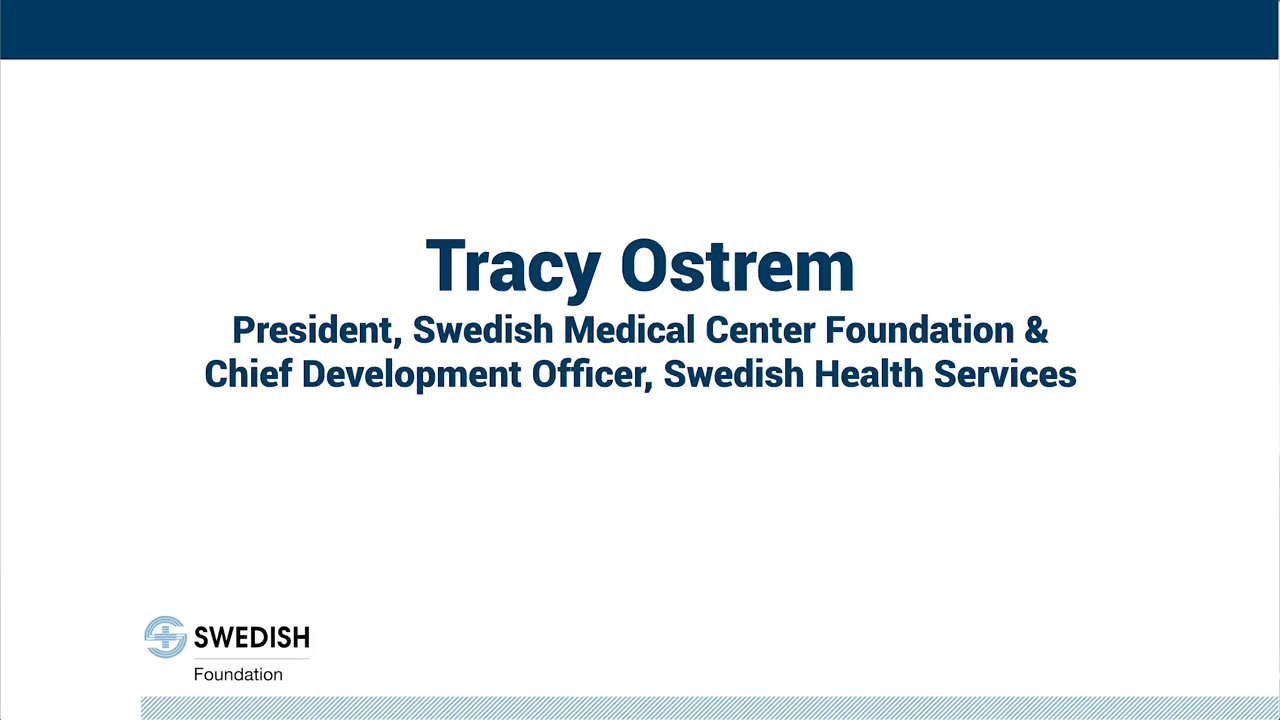 Tracy Ostrem
President, Swedish Medical Center Foundation &
Chief Development Officer, Swedish Health Services
SWEDISH
Foundation